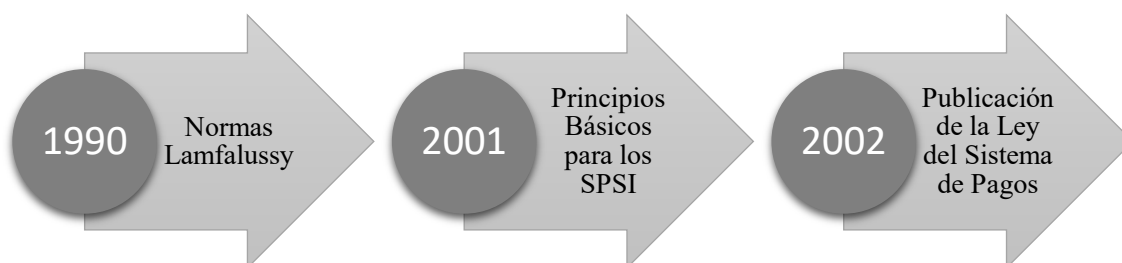 1990
Normas
Lamfalussy
2001
Principios
Básicos
para los
SPSI
2002
Publicación
de la Ley
del Sistema
de Pagos